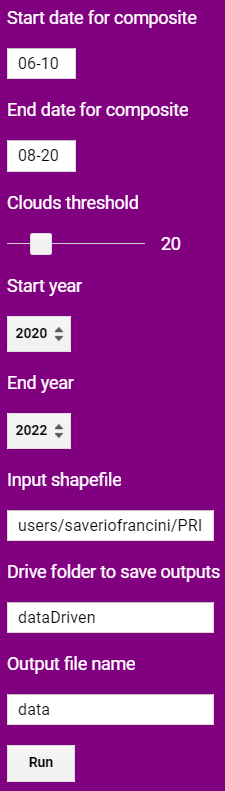 Start date for composite
06-10
End date for composite
08-20
Clouds threshold
20
Start year
2020
End year
2022
Input shapefile
users/saveriofrancini/PRI
Drive folder to save outputs
dataDriven
Output file name
data
Run